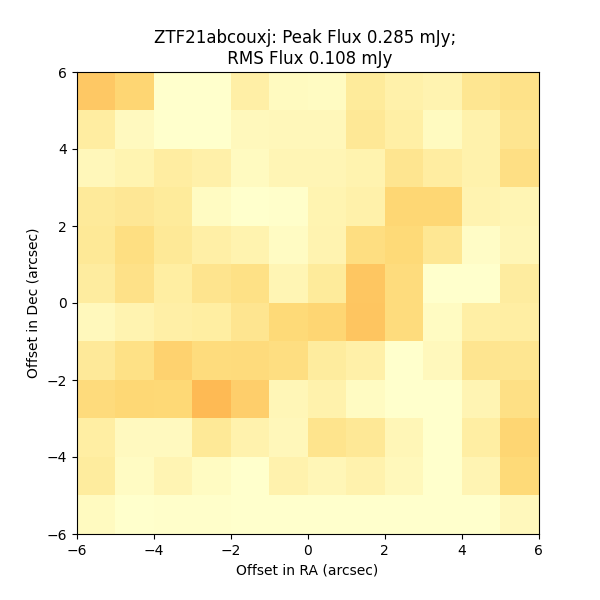 ZTF21abcouxj: Peak Flux 0.285 mJy;
RMS Flux 0.108 mJy
6
4
2
0
−2
−4
−6
Offset in Dec (arcsec)
−6 −4 −2 0 2 4 6
Offset in RA (arcsec)